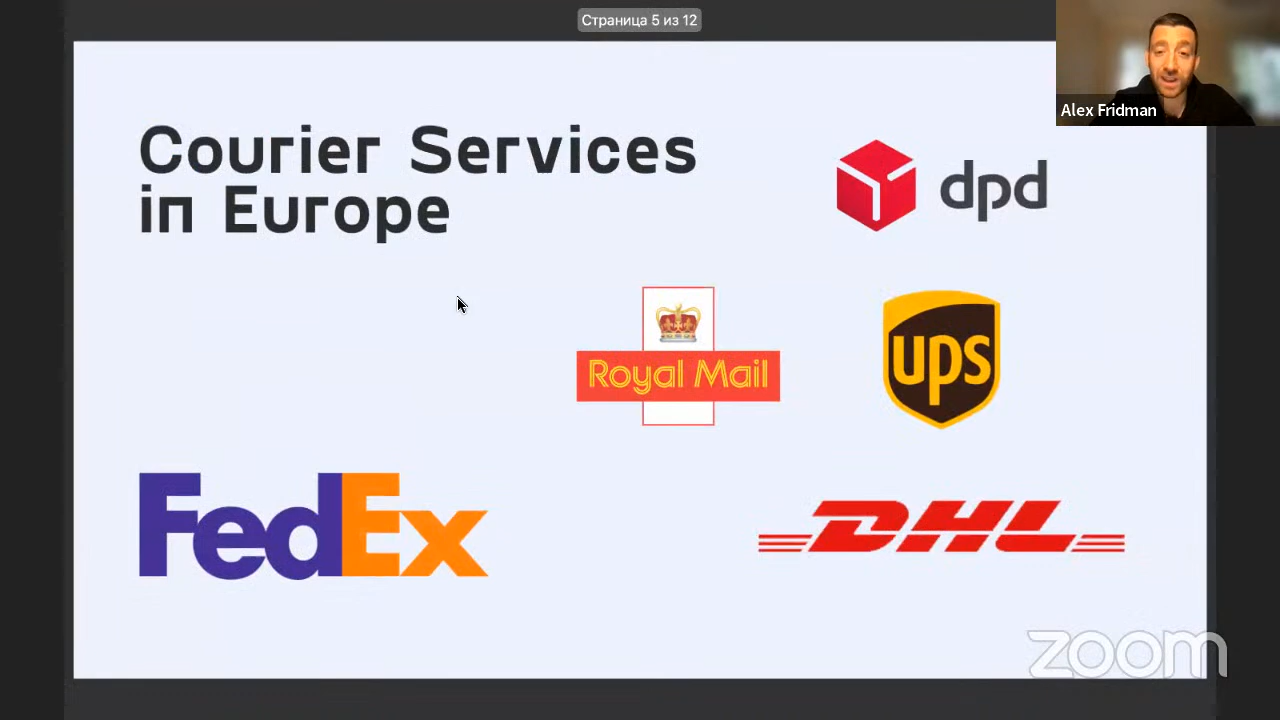 Страница 5 из 12
Alex Fridman
Courier Services
in Europe
dpd
Royal Mail
ups
FedEx
DHL
zoom